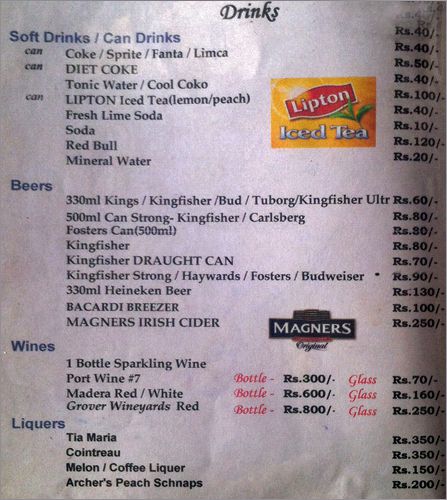 Drinks
Soft Drinks / Can Drinks Rs.40/-
can Coke / Sprite / Fanta / Limca Rs.40/-
can DIET COKE Rs.50/-
Tonic Water / Cool Coko Rs.40/-
can LIPTON Iced Tea(lemon/peach) Rs.100/-
Fresh Lime Soda Rs.40/-
Soda Rs.10/-
Red Bull Rs.120/-
Mineral Water Rs.20/-
Lipton
Iced Tea
Beers
330ml Kings / Kingfisher /Bud / Tuborg/Kingfisher Ultr Rs.60/-
500ml Can Strong- Kingfisher / Carlsberg Rs.80/-
Fosters Can(500ml) Rs.80/-
Kingfisher Rs.80/-
Kingfisher DRAUGHT CAN Rs.70/-
Kingfisher Strong / Haywards / Fosters / Budweiser Rs.90/-
330ml Heineken Beer Rs.130/-
BACARDI BREEZER Rs.100/-
MAGNERS IRISH CIDER Rs.250/-
MAGNERS
Original
Wines
1 Bottle Sparkling Wine
Port Wine #7 Bottle - Rs.300/- Glass Rs.70/-
Madera Red / White Bottle - Rs.600/- Glass Rs.160/-
Grover Wineyards Red Bottle - Rs.800/- Glass Rs.250/-
Liquers
Tia Maria Rs.350/-
Cointreau Rs.350/-
Melon / Coffee Liquer Rs.150/-
Archer's Peach Schnaps Rs.200/-